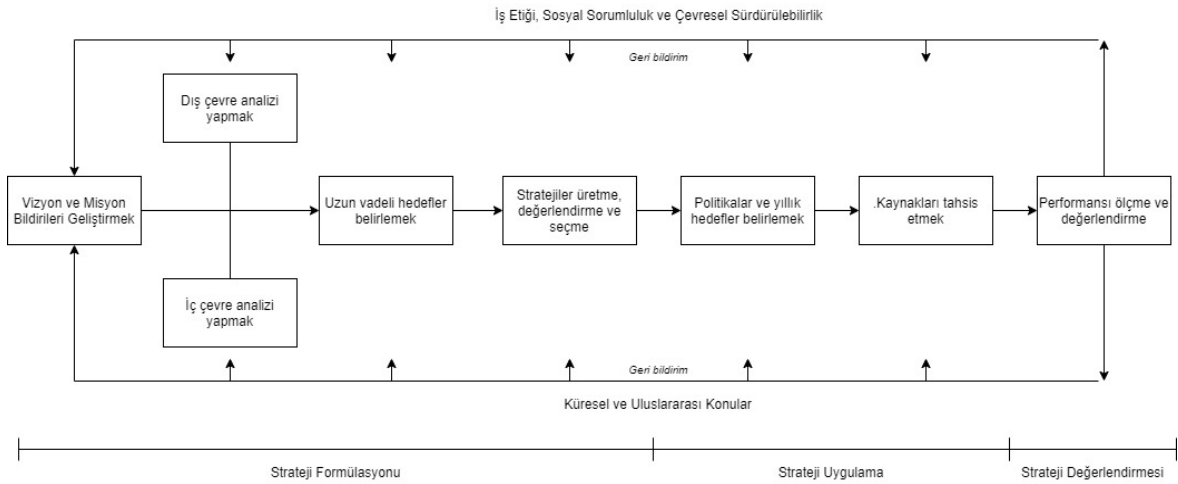 İş Etiği, Sosyal Sorumluluk ve Çevresel Sürdürülebilirlik
Geri bildirim
Dış çevre analizi
yapmak
Vizyon ve Misyon
Bildirileri Geliştirmek
Uzun vadeli hedefler
belirlemek
Stratejiler üretme,
değerlendirme ve
seçme
Politikalar ve yıllık
hedefler belirlemek
.Kaynakları tahsis
etmek
Performansı ölçme ve
değerlendirme
İç çevre analizi
yapmak
Geri bildirim
Küresel ve Uluslararası Konular
Strateji Formülasyonu
Strateji Uygulama
Strateji Değerlendirmesi